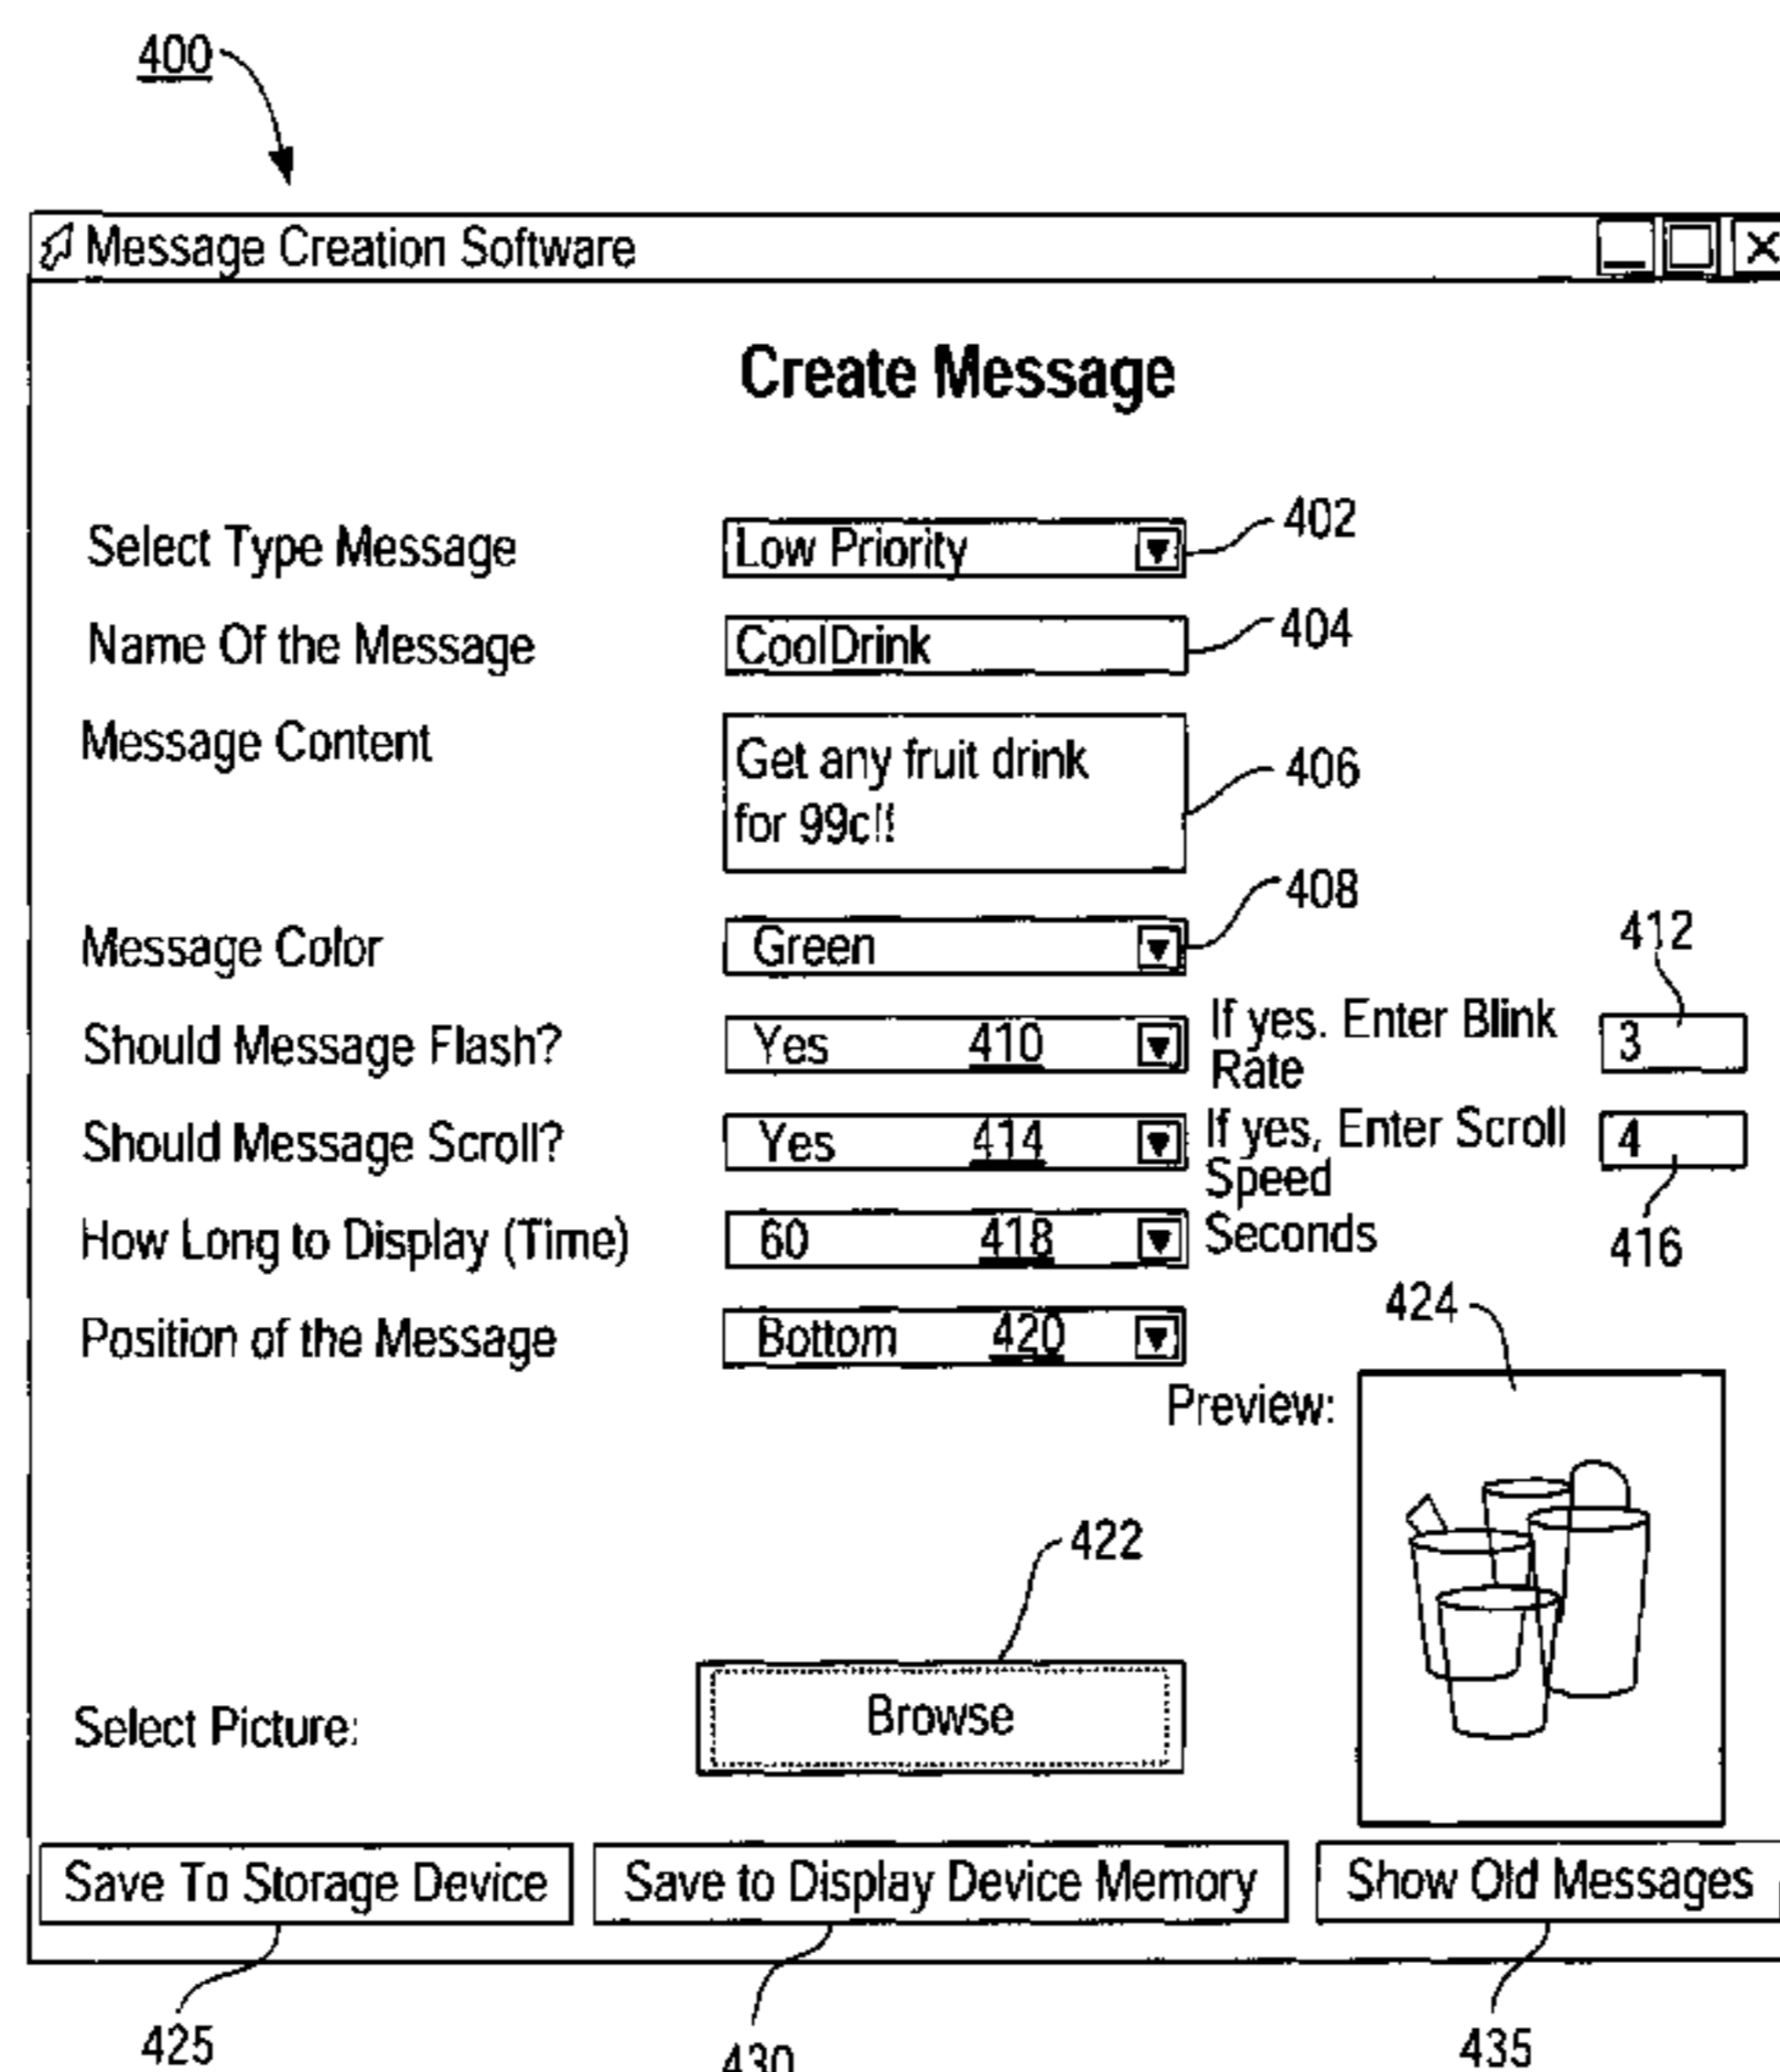 400
Message Creation Software
Create Message
Select Type Message Low Priority 402
Name Of the Message CoolDrink 404
Message Content
Get any fruit drink
for 99c!!
406
408
Message Color Green
412
Should Message Flash? Yes 410 If yes. Enter Blink 3
Rate
Should Message Scroll? Yes 414 If yes, Enter Scroll 4
Speed
How Long to Display (Time) 60 418 Seconds
416
424
Position of the Message Bottom 420
Preview:
422
Select Picture: Browse
Save To Storage Device Save to Display Device Memory Show Old Messages
425 430 435